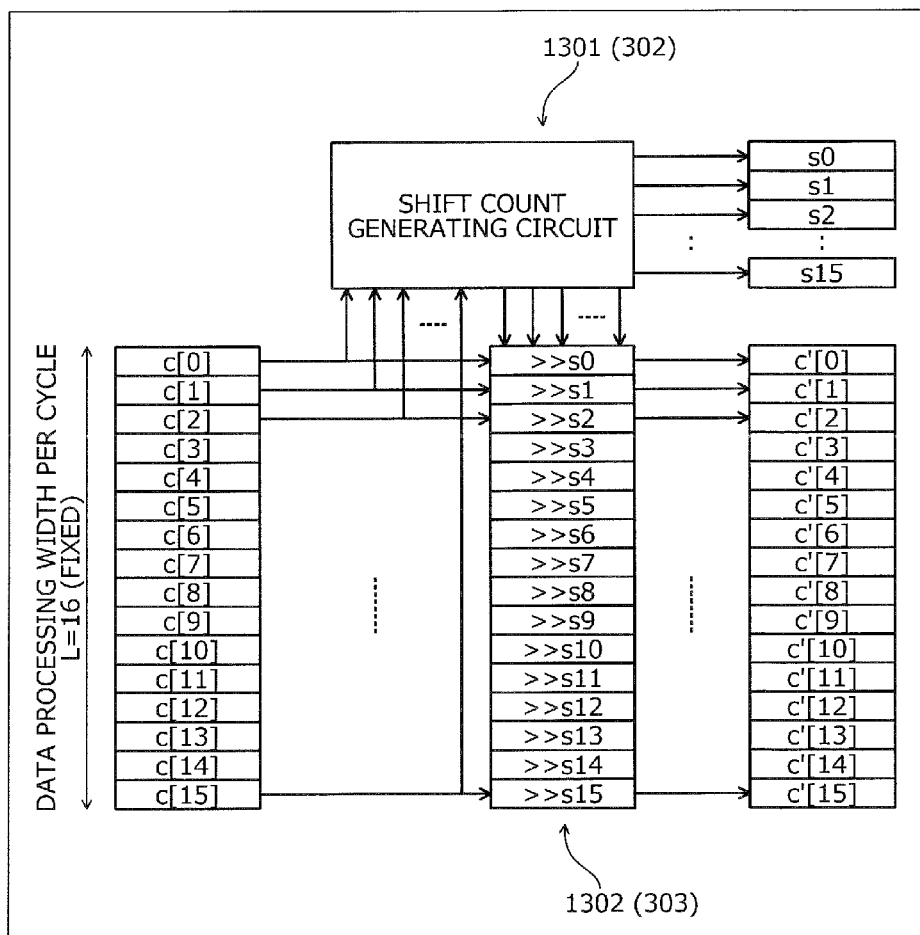 1301 (302)
SHIFT COUNT
GENERATING CIRCUIT
s0
s1
s2
:
:
s15
DATA PROCESSING WIDTH PER CYCLE
L=16 (FIXED)
c[0]
c[1]
c[2]
c[3]
c[4]
c[5]
c[6]
c[7]
c[8]
c[9]
c[10]
c[11]
c[12]
c[13]
c[14]
c[15]
>>s0
>>s1
>>s2
>>s3
>>s4
>>s5
>>s6
>>s7
>>s8
>>s9
>>s10
>>s11
>>s12
>>s13
>>s14
>>s15
c'[0]
c'[1]
c'[2]
c'[3]
c'[4]
c'[5]
c'[6]
c'[7]
c'[8]
c'[9]
c'[10]
c'[11]
c'[12]
c'[13]
c'[14]
c'[15]
1302 (303)